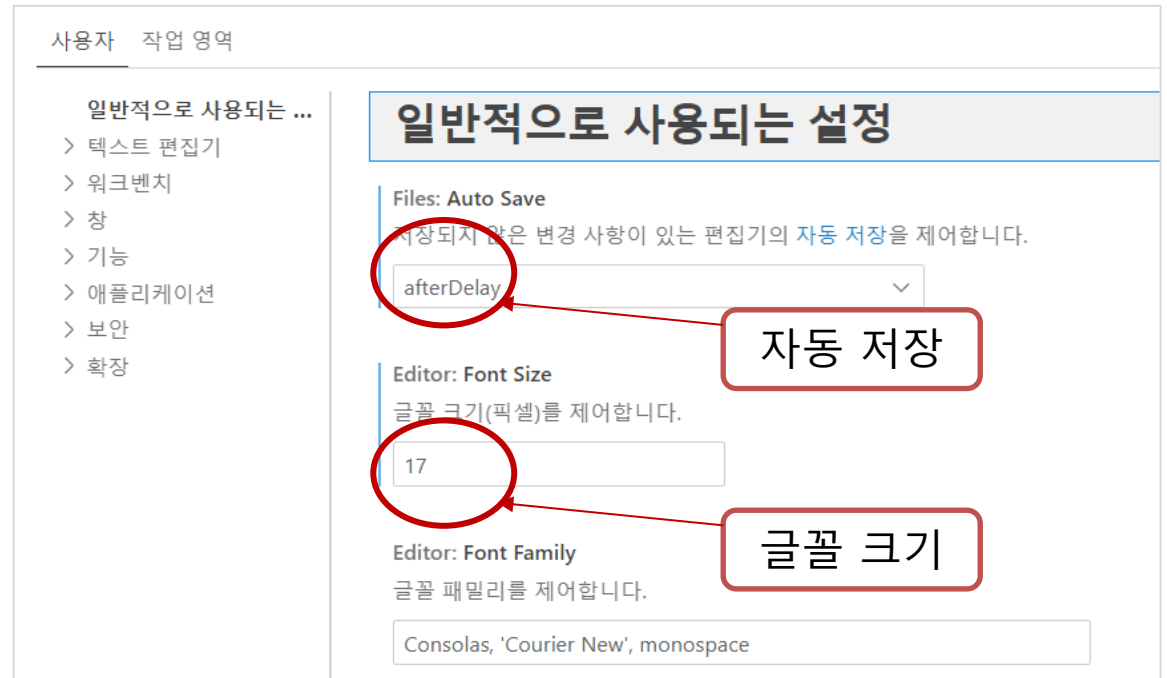 사용자 작업 영역
일반적으로 사용되는 ...
텍스트 편집기
워크벤치
창
기능
애플리케이션
보안
확장
일반적으로 사용되는 설정
Files: Auto Save
저장되지 않은 변경 사항이 있는 편집기의 자동 저장을 제어합니다.
afterDelay
자동 저장
Editor: Font Size
글꼴 크기(픽셀)를 제어합니다.
17
글꼴 크기
Editor: Font Family
글꼴 패밀리를 제어합니다.
Consolas, 'Courier New', monospace